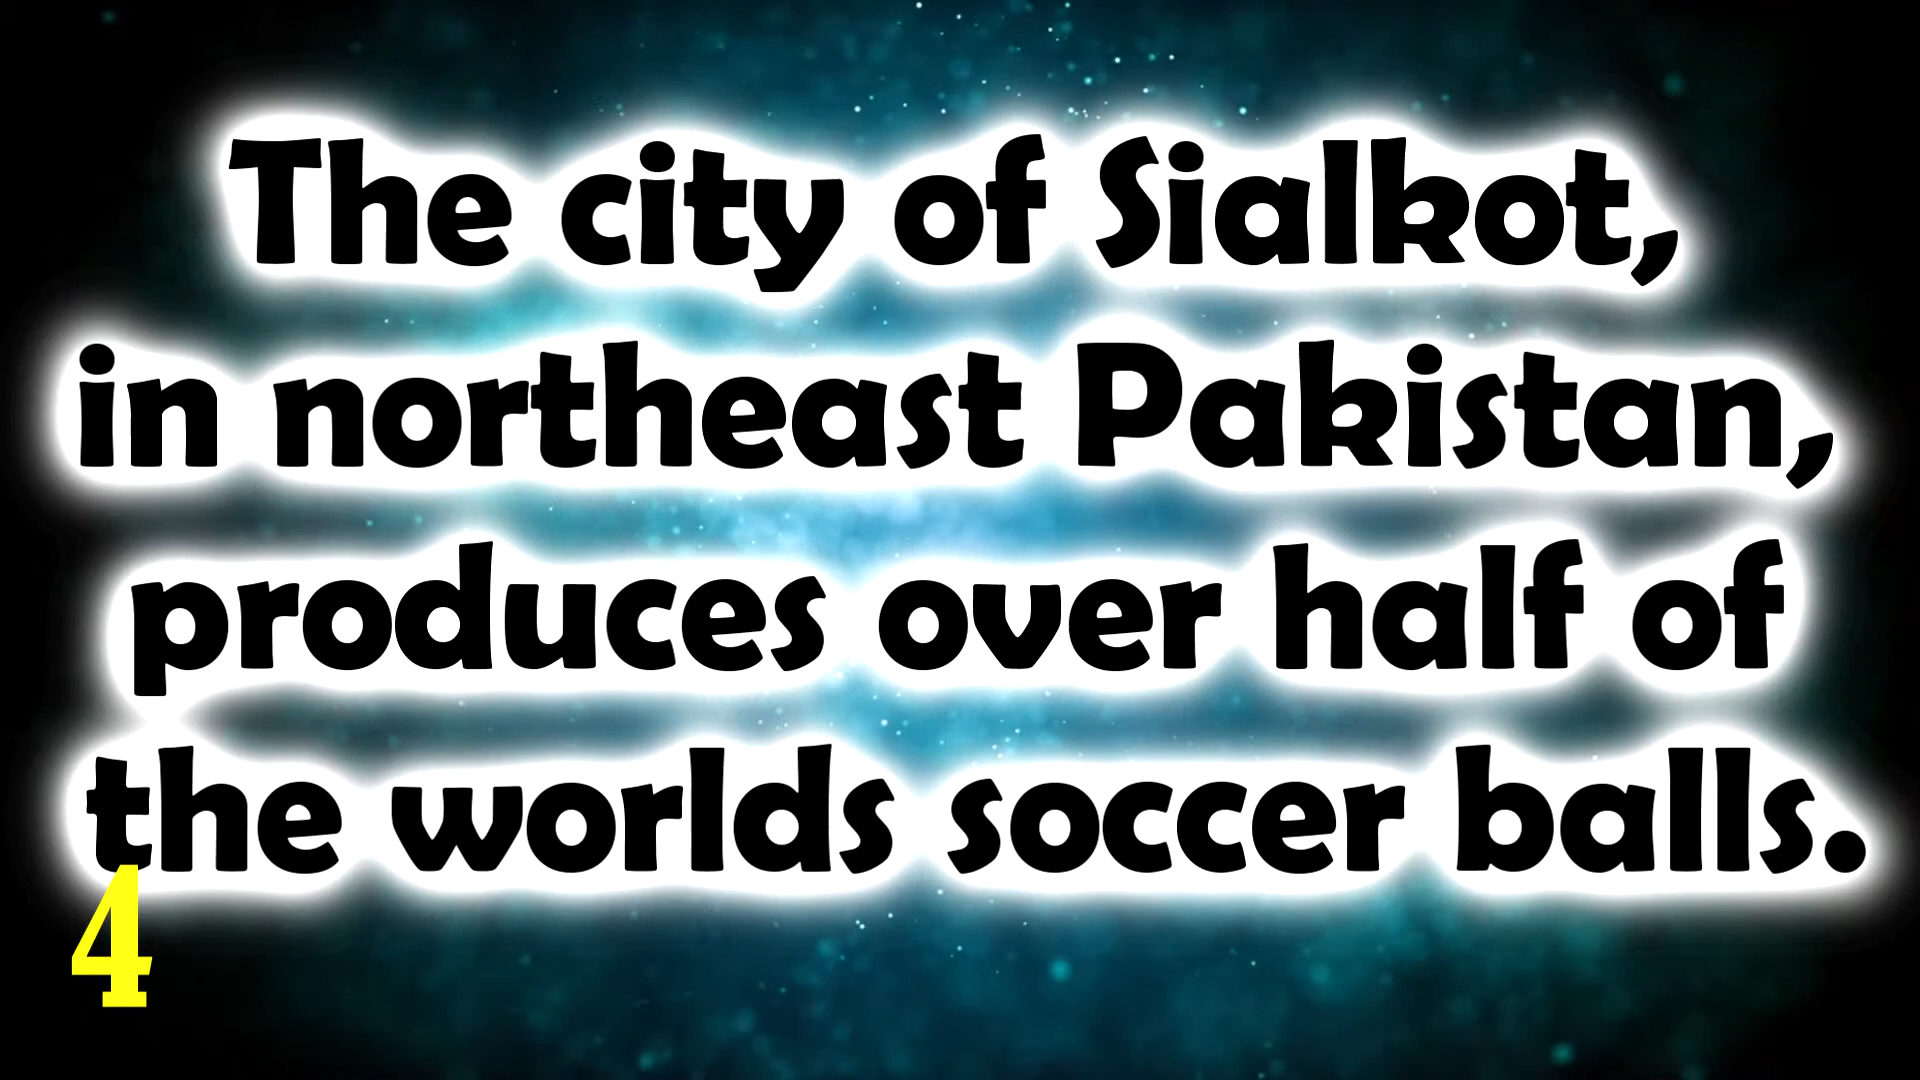 The city of Sialkot,
in northeast Pakistan,
produces over half of
the worlds soccer balls.
4